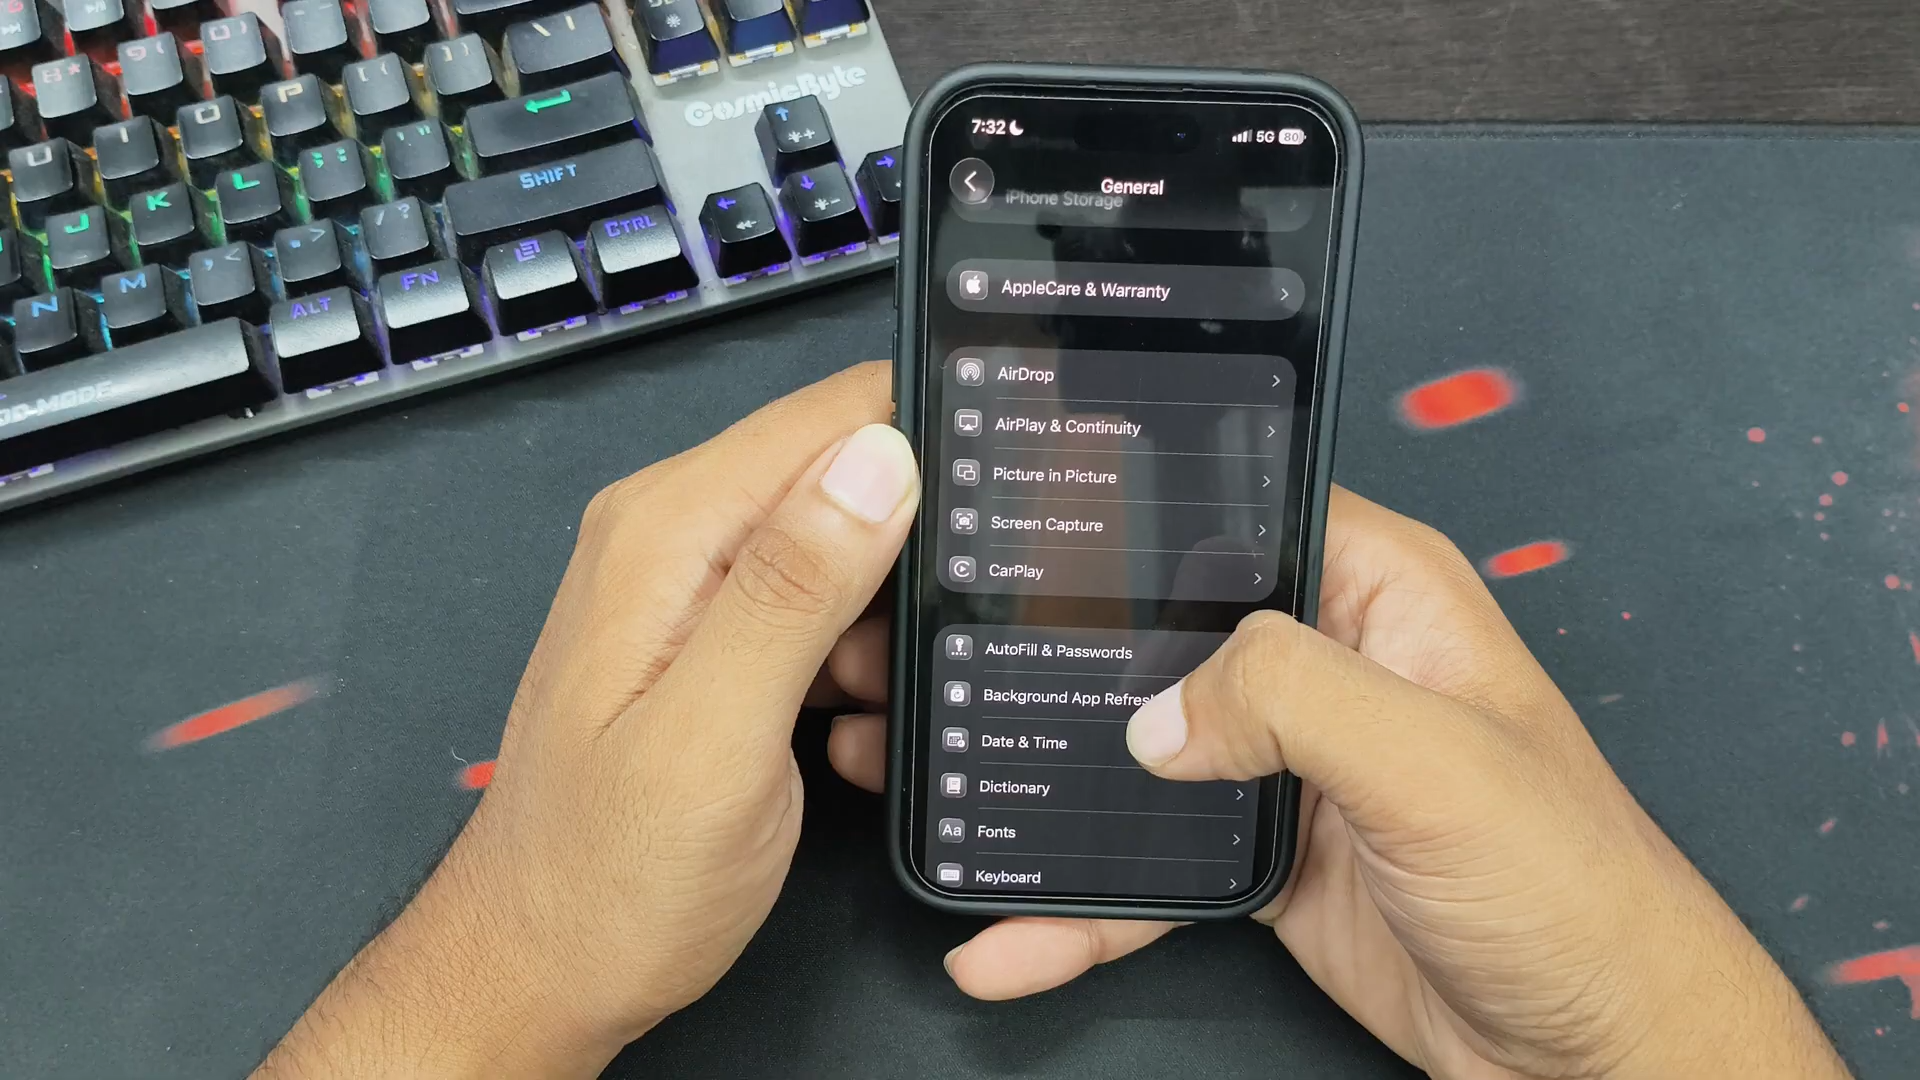 7:32
5G 80
General
iPhone Storage
AppleCare & Warranty
AirDrop
AirPlay & Continuity
Picture in Picture
Screen Capture
CarPlay
AutoFill & Passwords
Background App Refres
Date & Time
Dictionary
Aa Fonts
Keyboard
CosmicByte
P
O
I
U
L
K
J
SHIFT
CTRL
FN
ALT
M
N